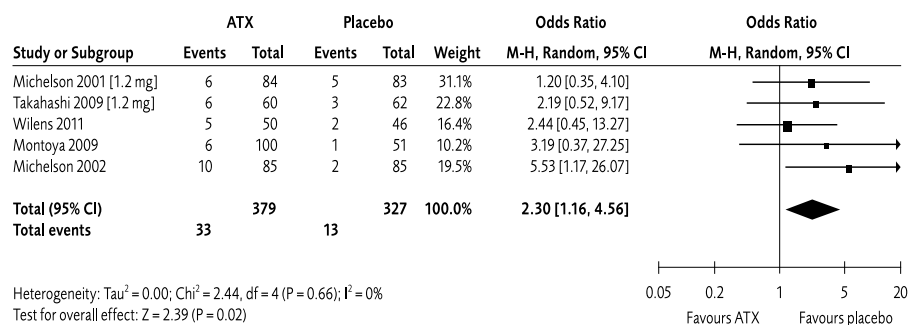 ATX Placebo Odds Ratio Odds Ratio
Study or Subgroup Events Total Events Total Weight M-H, Random, 95% CI M-H, Random, 95% CI
Michelson 2001 [1.2 mg] 6 84 5 83 31.1% 1.20 [0.35, 4.10]
Takahashi 2009 [1.2 mg] 6 60 3 62 22.8% 2.19 [0.52, 9.17]
Wilens 2011 5 50 2 46 16.4% 2.44 [0.45, 13.27]
Montoya 2009 6 100 1 51 10.2% 3.19 [0.37, 27.25]
Michelson 2002 10 85 2 85 19.5% 5.53 [1.17, 26.07]
Total (95% CI) 379 327 100.0% 2.30 [1.16, 4.56]
Total events 33 13
Heterogeneity: Tau² = 0.00; Chi² = 2.44, df = 4 (P = 0.66); I² = 0%
Test for overall effect: Z = 2.39 (P = 0.02)
0.05 0.2 1 5 20
Favours ATX Favours placebo